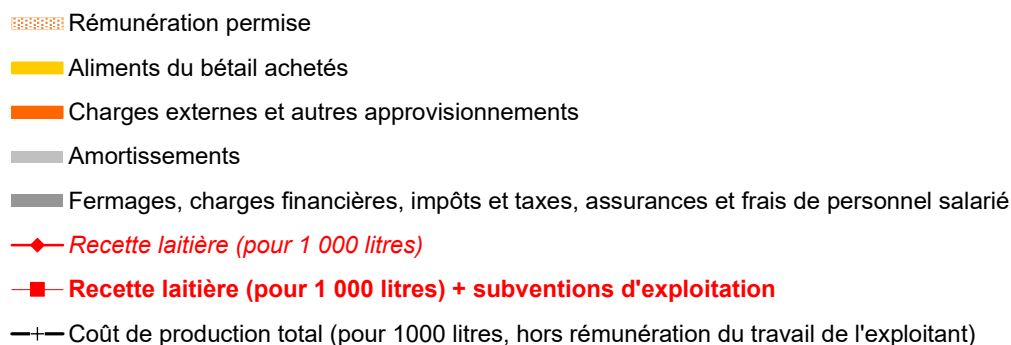 Rémunération permise
Aliments du bétail achetés
Charges externes et autres approvisionnements
Amortissements
Fermages, charges financières, impôts et taxes, assurances et frais de personnel salarié
Recette laitière (pour 1 000 litres)
Recette laitière (pour 1 000 litres) + subventions d'exploitation
Coût de production total (pour 1000 litres, hors rémunération du travail de l'exploitant)